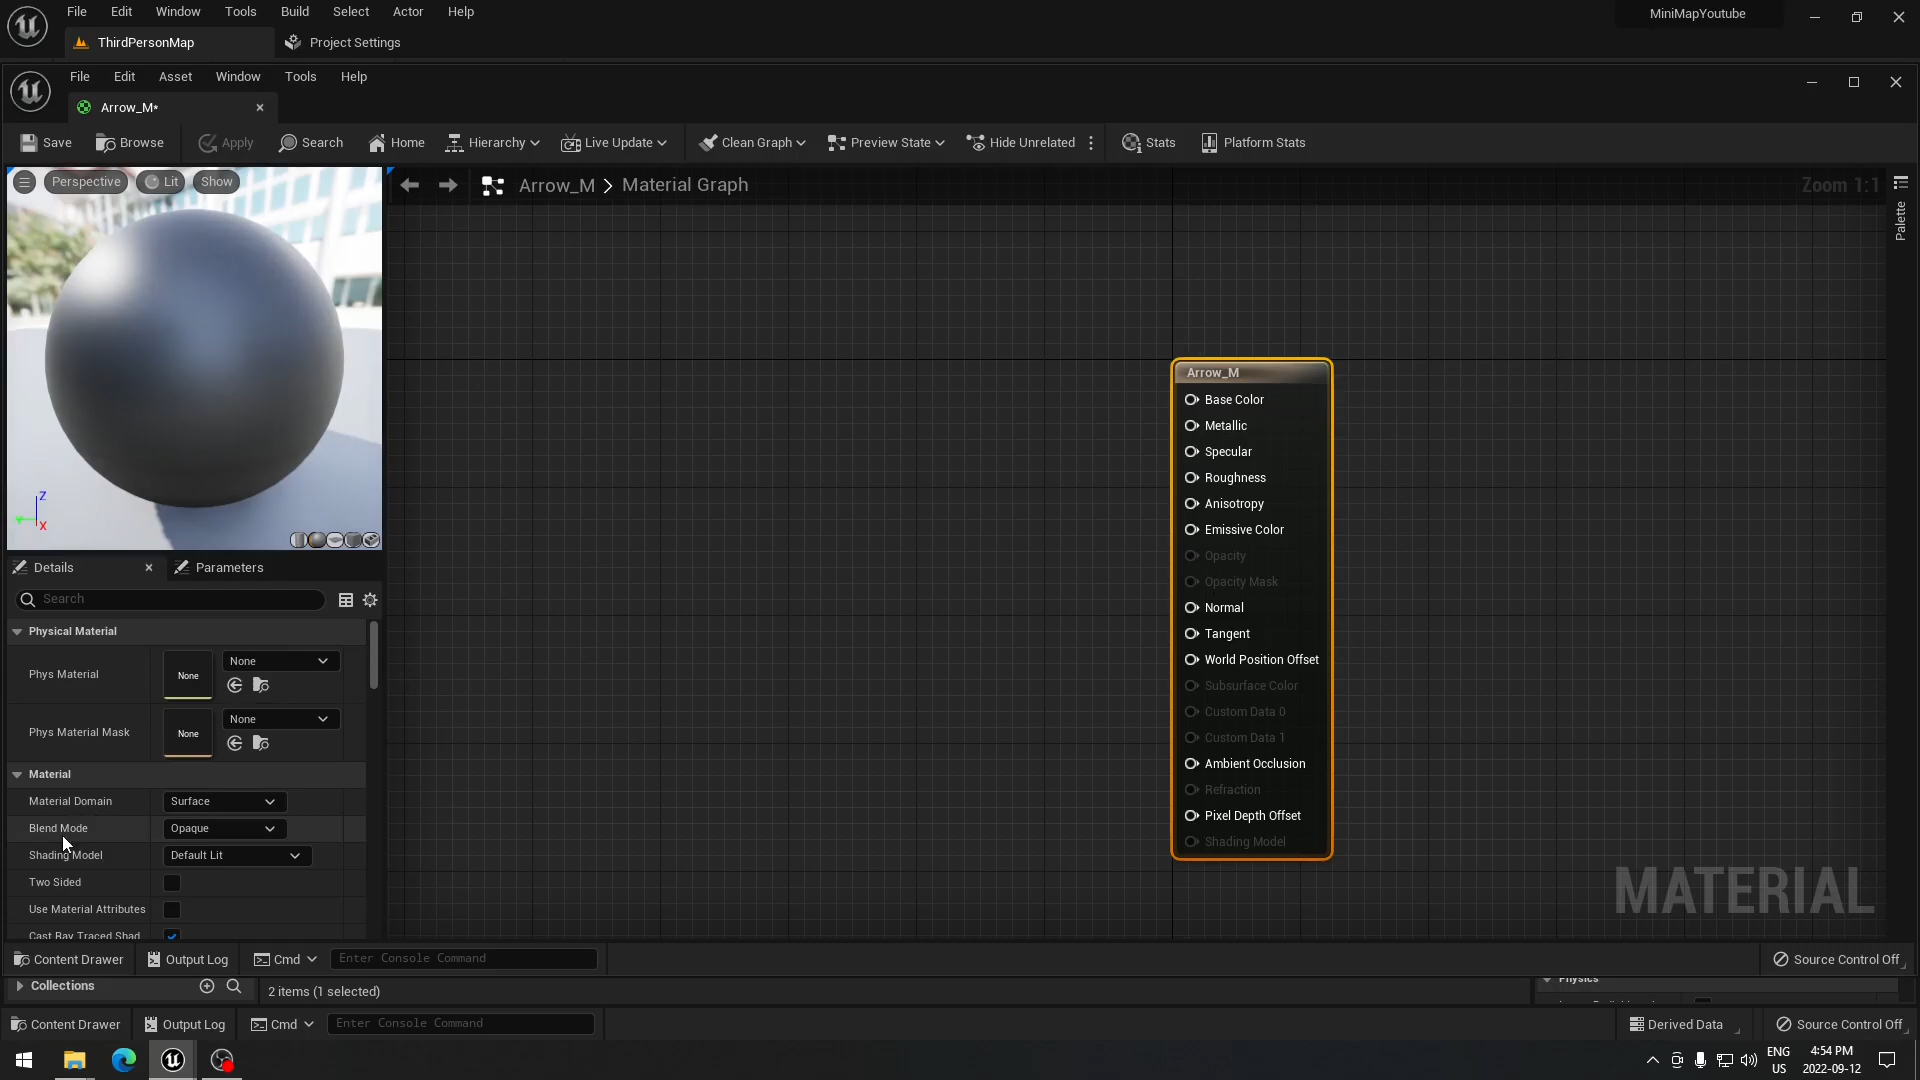 File Edit Window Tools Build Select Actor Help
MiniMapYoutube
ThirdPersonMap
Project Settings
File Edit Asset Window Tools Help
Arrow_M*
Save Browse Apply Search Home Hierarchy Live Update Clean Graph Preview State Hide Unrelated Stats Platform Stats
Perspective Lit Show
Arrow_M > Material Graph
Zoom 1:1
Palette
Z
X
Arrow_M
Base Color
Metallic
Specular
Roughness
Anisotropy
Emissive Color
Opacity
Opacity Mask
Normal
Tangent
World Position Offset
Subsurface Color
Custom Data 0
Custom Data 1
Ambient Occlusion
Refraction
Pixel Depth Offset
Shading Model
MATERIAL
Details
Parameters
Search
Physical Material
Phys Material
None
None
Phys Material Mask
None
None
Material
Material Domain
Surface
Blend Mode
Opaque
Shading Model
Default Lit
Two Sided
Use Material Attributes
Cast Ray Traced Shad
Content Drawer Output Log Cmd Enter Console Command
Source Control Off
Collections
2 items (1 selected)
Physics
Content Drawer Output Log Cmd Enter Console Command
Derived Data
Source Control Off
ENG
US
4:54 PM
2022-09-12